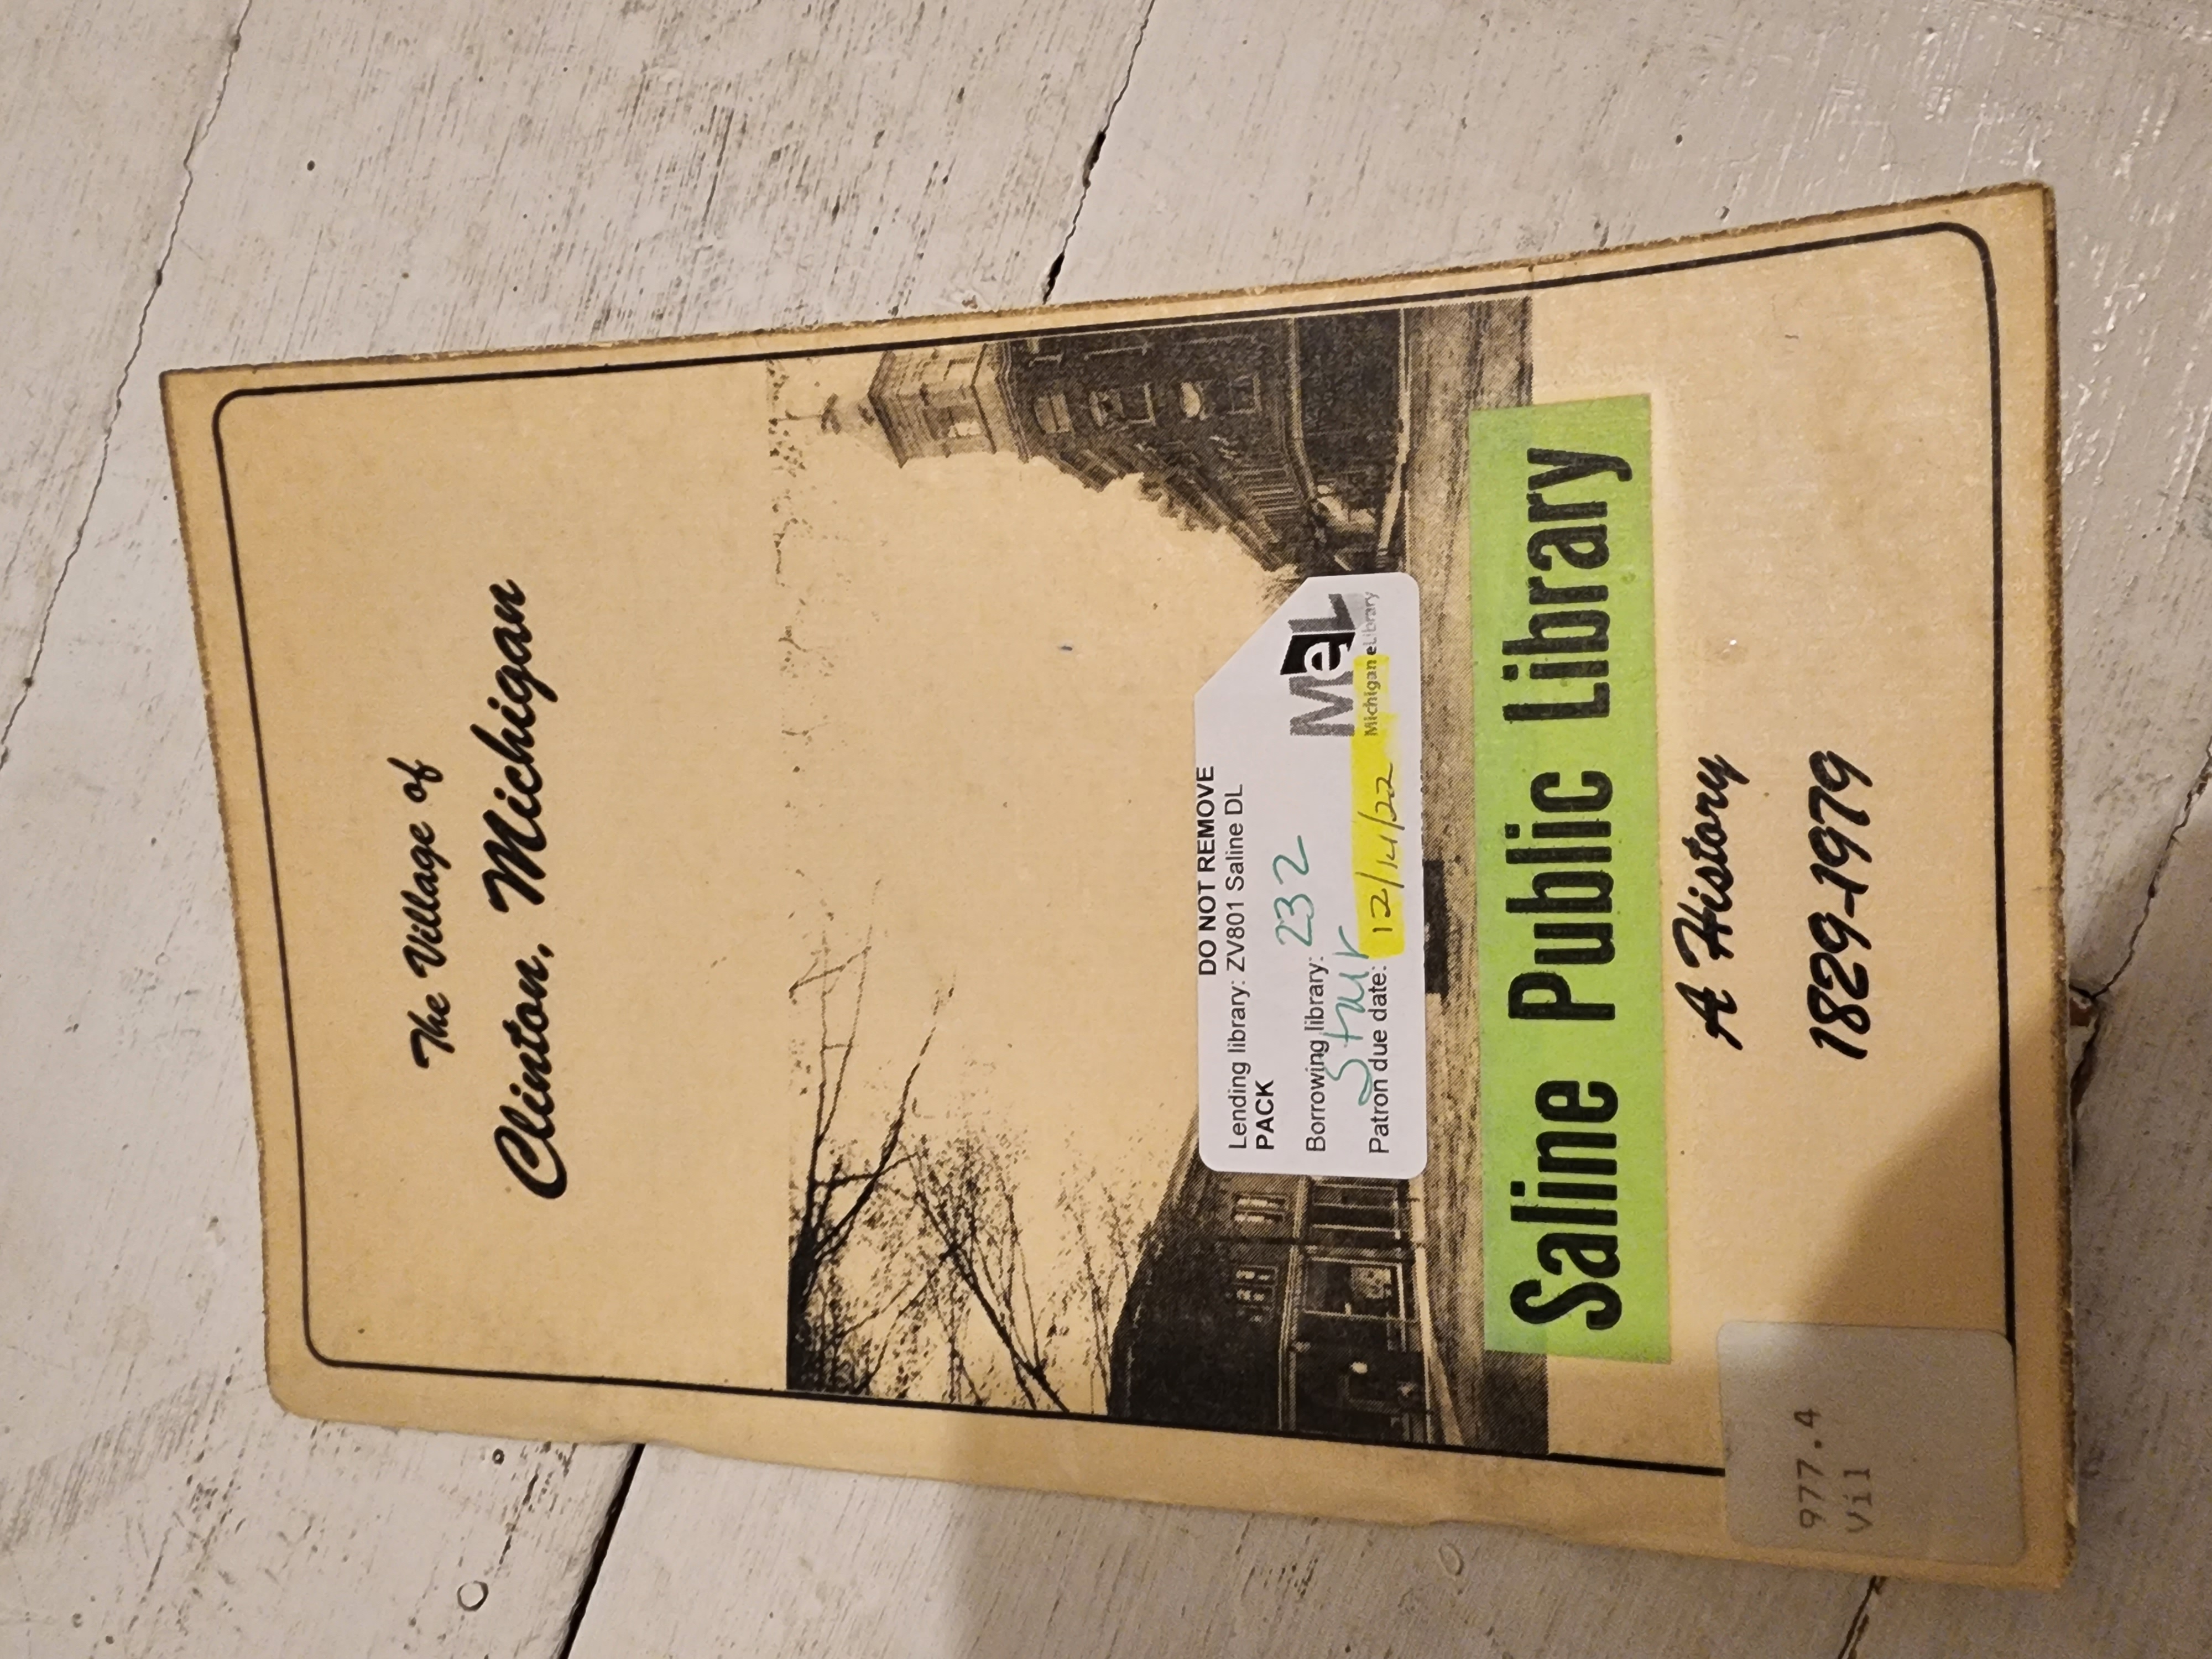 The Village of
Clinton, Michigan
DO NOT REMOVE
Lending library: ZV801 Saline DL
PACK
Borrowing library: 232
Starr
Patron due date: 12/14/22
MeL
Michigan eLibrary
Saline Public Library
A History
1829-1979
977.4
Vil